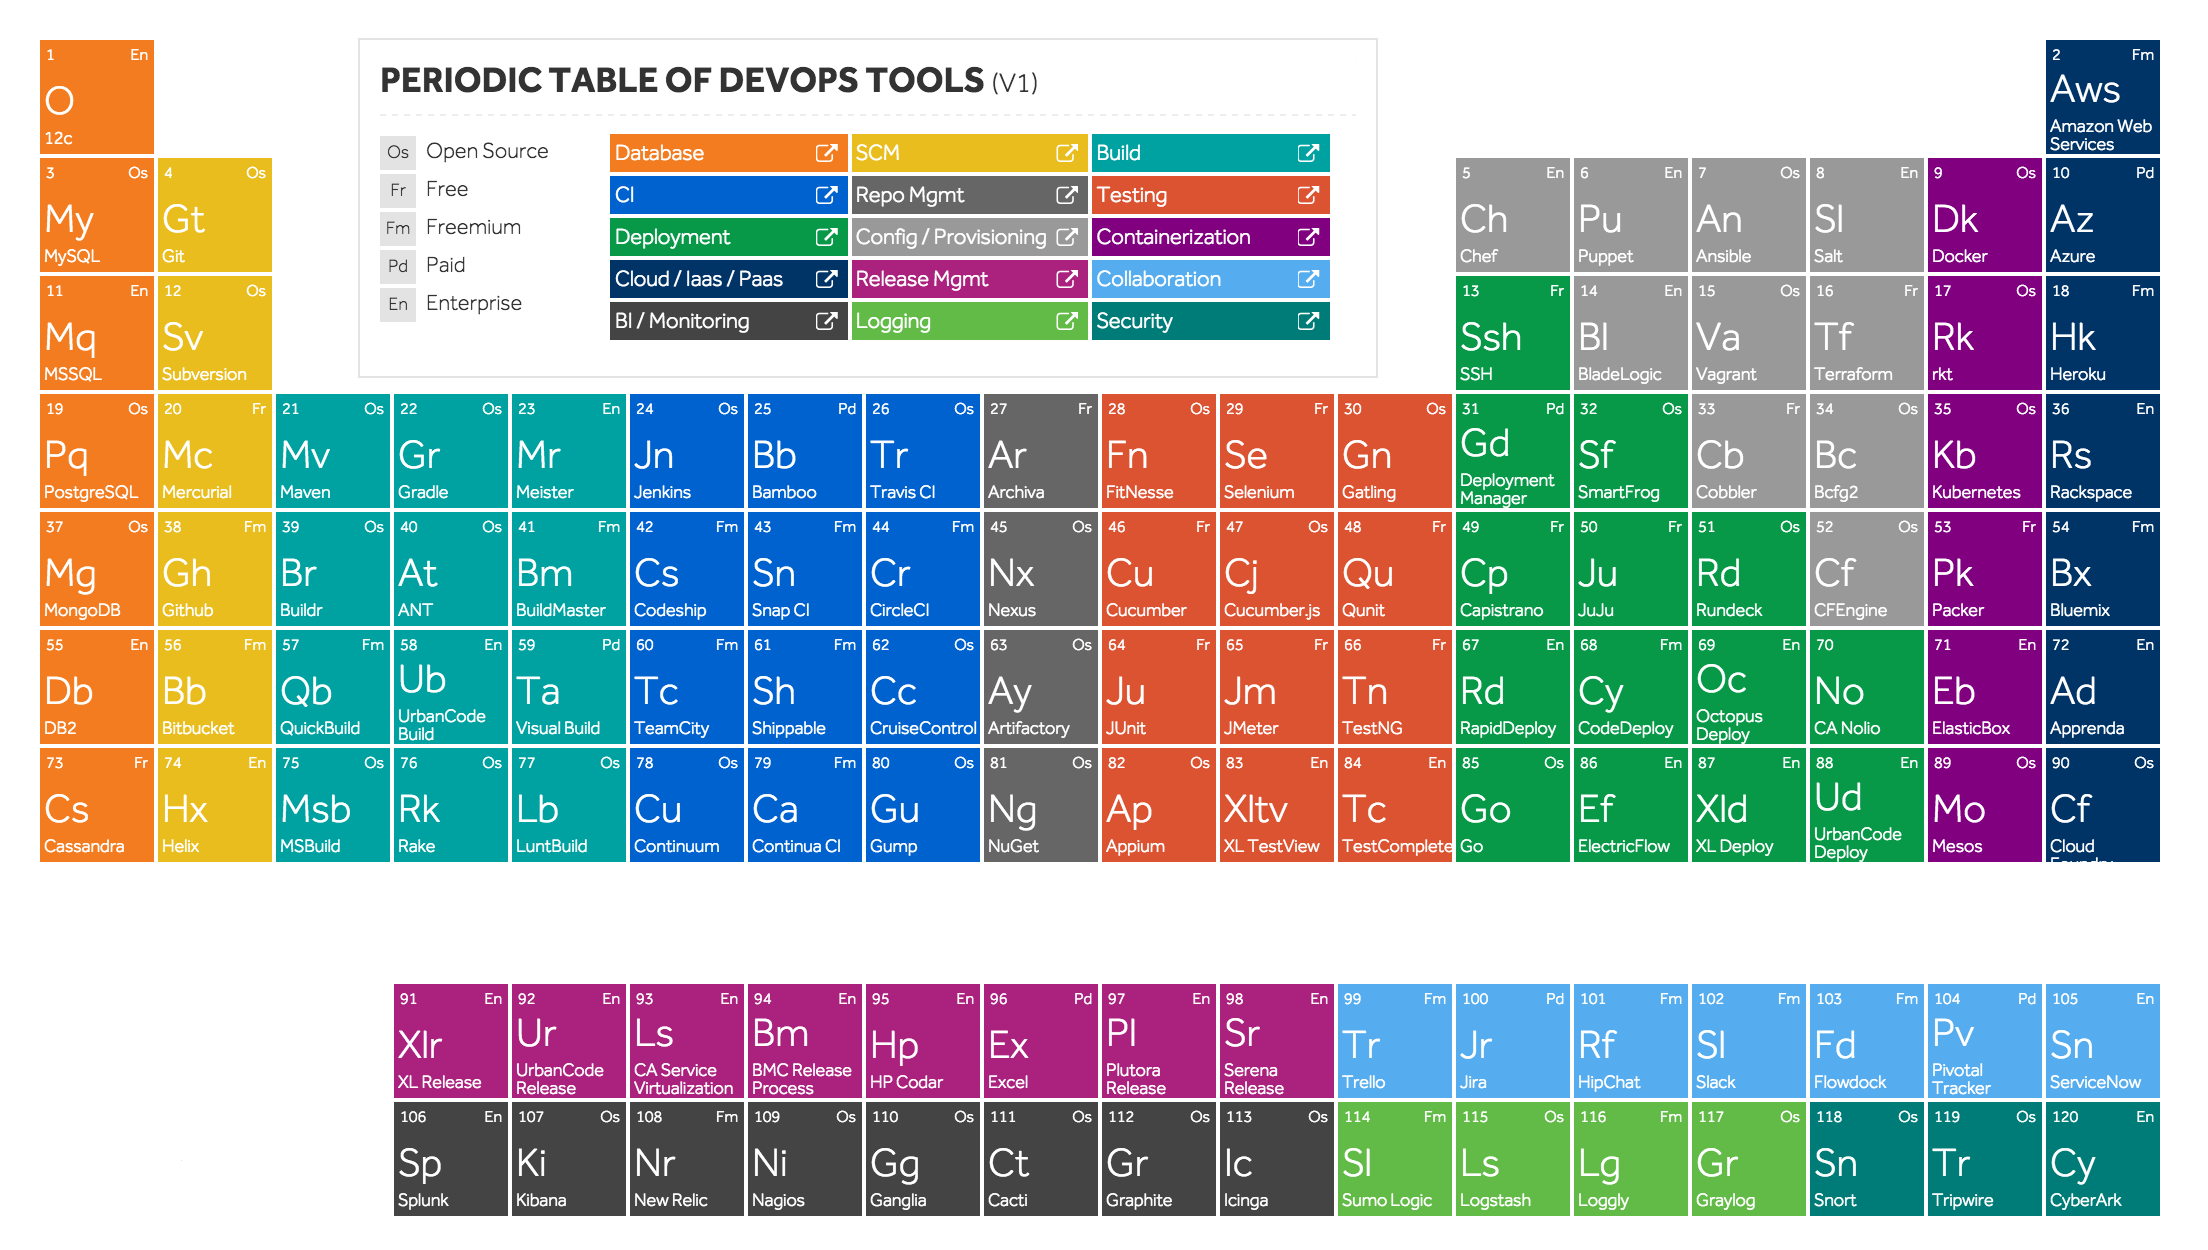 1 En
O
12c
PERIODIC TABLE OF DEVOPS TOOLS (V1)
Os Open Source
Fr Free
Fm Freemium
Pd Paid
En Enterprise
Database SCM Build
CI Repo Mgmt Testing
Deployment Config / Provisioning Containerization
Cloud / Iaas / Paas Release Mgmt Collaboration
BI / Monitoring Logging Security
2 Fm
Aws
Amazon Web
Services
3 Os 4 Os 5 En 6 En 7 Os 8 En 9 Os 10 Pd
My Gt Ch Pu An Sl Dk Az
MySQL Git Chef Puppet Ansible Salt Docker Azure
11 En 12 Os 13 Fr 14 En 15 Os 16 Fr 17 Os 18 Fm
Mq Sv Ssh Bl Va Tf Rk Hk
MSSQL Subversion SSH BladeLogic Vagrant Terraform rkt Heroku
19 Os 20 Fr 21 Os 22 Os 23 En 24 Os 25 Pd 26 Os 27 Fr 28 Os 29 Fr 30 Os 31 Pd 32 Os 33 Fr 34 Os 35 Os 36 En
Pq Mc Mv Gr Mr Jn Bb Tr Ar Fn Se Gn Gd Sf Cb Bc Kb Rs
PostgreSQL Mercurial Maven Gradle Meister Jenkins Bamboo Travis CI Archiva FitNesse Selenium Gatling Deployment Manager SmartFrog Cobbler Bcfg2 Kubernetes Rackspace
37 Os 38 Fm 39 Os 40 Os 41 Fm 42 Fm 43 Fm 44 Fm 45 Os 46 Fr 47 Os 48 Fr 49 Fr 50 Fr 51 Os 52 Os 53 Fr 54 Fm
Mg Gh Br At Bm Cs Sn Cr Nx Cu Cj Qu Cp Ju Rd Cf Pk Bx
MongoDB Github Buildr ANT BuildMaster Codeship Snap CI CircleCI Nexus Cucumber Cucumber.js Qunit Capistrano JuJu Rundeck CFEngine Packer Bluemix
55 En 56 Fm 57 Fm 58 En 59 Pd 60 Fm 61 Fm 62 Os 63 Os 64 Fr 65 Fr 66 Fr 67 En 68 Fm 69 En 70 71 En 72 En
Db Bb Qb Ub Ta Tc Sh Cc Ay Ju Jm Tn Rd Cy Oc No Eb Ad
DB2 Bitbucket QuickBuild UrbanCode Build Visual Build TeamCity Shippable CruiseControl Artifactory JUnit JMeter TestNG RapidDeploy CodeDeploy Octopus Deploy CA Nolio ElasticBox Apprenda
73 Fr 74 En 75 Os 76 Os 77 Os 78 Os 79 Fm 80 Os 81 Os 82 Os 83 En 84 En 85 Os 86 En 87 En 88 En 89 Os 90 Os
Cs Hx Msb Rk Lb Cu Ca Gu Ng Ap Xltv Tc Go Ef Xld Ud Mo Cf
Cassandra Helix MSBuild Rake LuntBuild Continuum Continua CI Gump NuGet Appium XL TestView TestComplete Go ElectricFlow XL Deploy UrbanCode Deploy Mesos Cloud
91 En 92 En 93 En 94 En 95 En 96 Pd 97 En 98 En 99 Fm 100 Pd 101 Fm 102 Fm 103 Fm 104 Pd 105 En
Xlr Ur Ls Bm Hp Ex Pl Sr Tr Jr Rf Sl Fd Pv Sn
XL Release UrbanCode Release CA Service Virtualization BMC Release Process HP Codar Excel Plutora Release Serena Release Trello Jira HipChat Slack Flowdock Pivotal Tracker ServiceNow
106 En 107 Os 108 Fm 109 Os 110 Os 111 Os 112 Os 113 Os 114 Fm 115 Os 116 Fm 117 Os 118 Os 119 Os 120 En
Sp Ki Nr Ni Gg Ct Gr Ic Sl Ls Lg Gr Sn Tr Cy
Splunk Kibana New Relic Nagios Ganglia Cacti Graphite Icinga Sumo Logic Logstash Loggly Graylog Snort Tripwire CyberArk